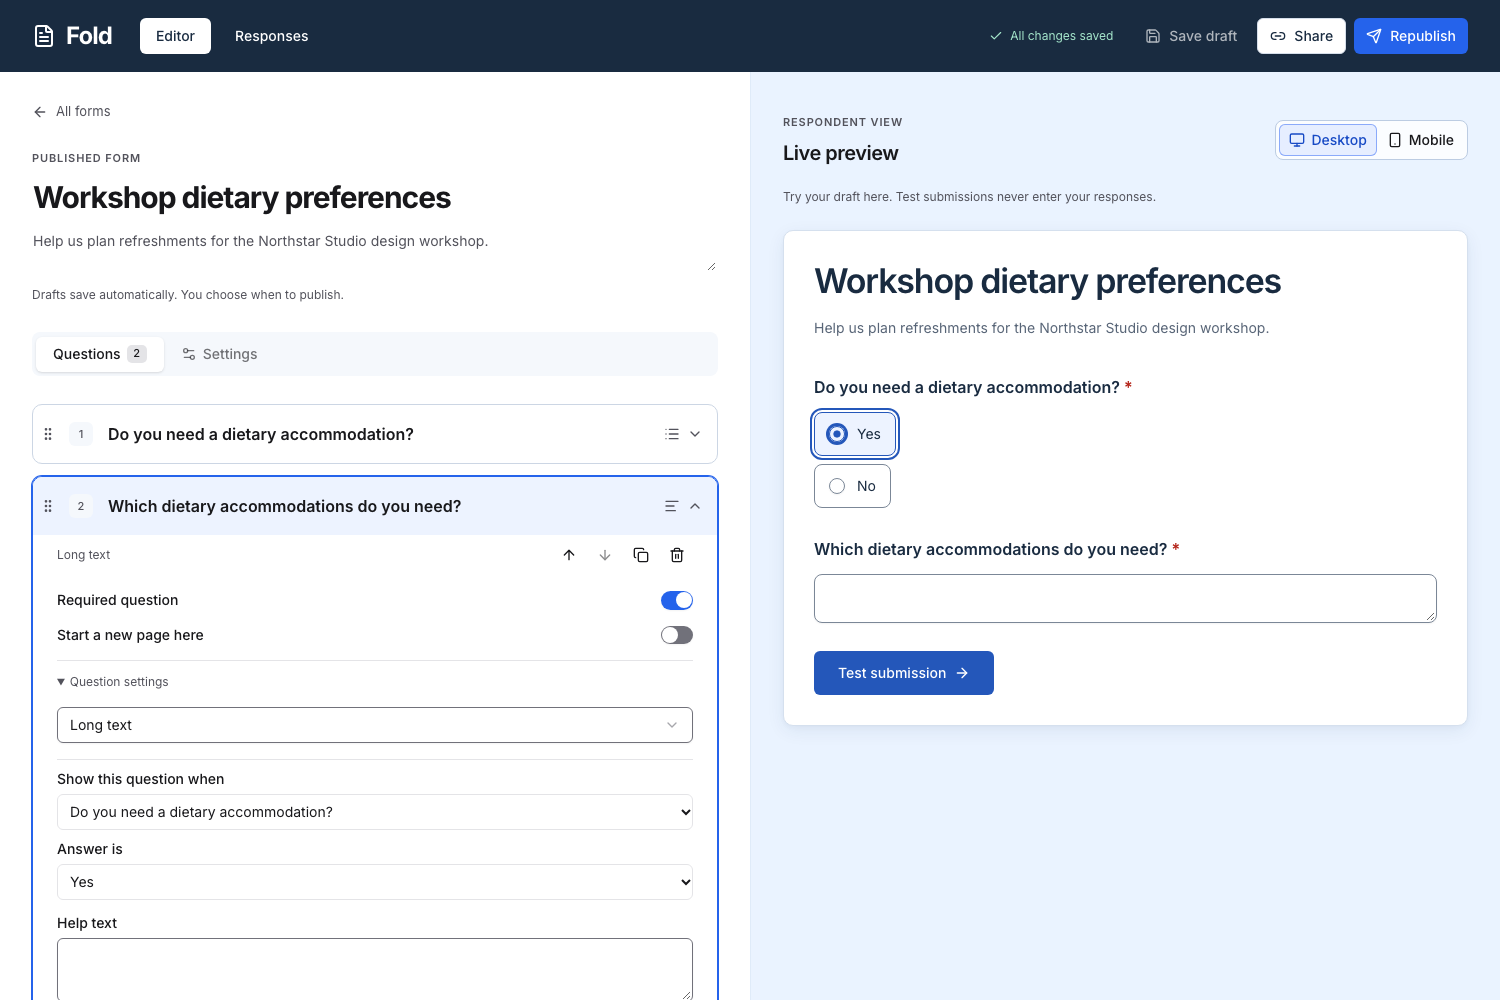 Fold
Editor
Responses
All changes saved
Save draft
Share
Republish
All forms
PUBLISHED FORM
Workshop dietary preferences
Help us plan refreshments for the Northstar Studio design workshop.
Drafts save automatically. You choose when to publish.
Questions 2
Settings
1
Do you need a dietary accommodation?
2
Which dietary accommodations do you need?
Long text
Required question
Start a new page here
Question settings
Long text
Show this question when
Do you need a dietary accommodation?
Answer is
Yes
Help text
RESPONDENT VIEW
Live preview
Desktop
Mobile
Try your draft here. Test submissions never enter your responses.
Workshop dietary preferences
Help us plan refreshments for the Northstar Studio design workshop.
Do you need a dietary accommodation? *
Yes
No
Which dietary accommodations do you need? *
Test submission